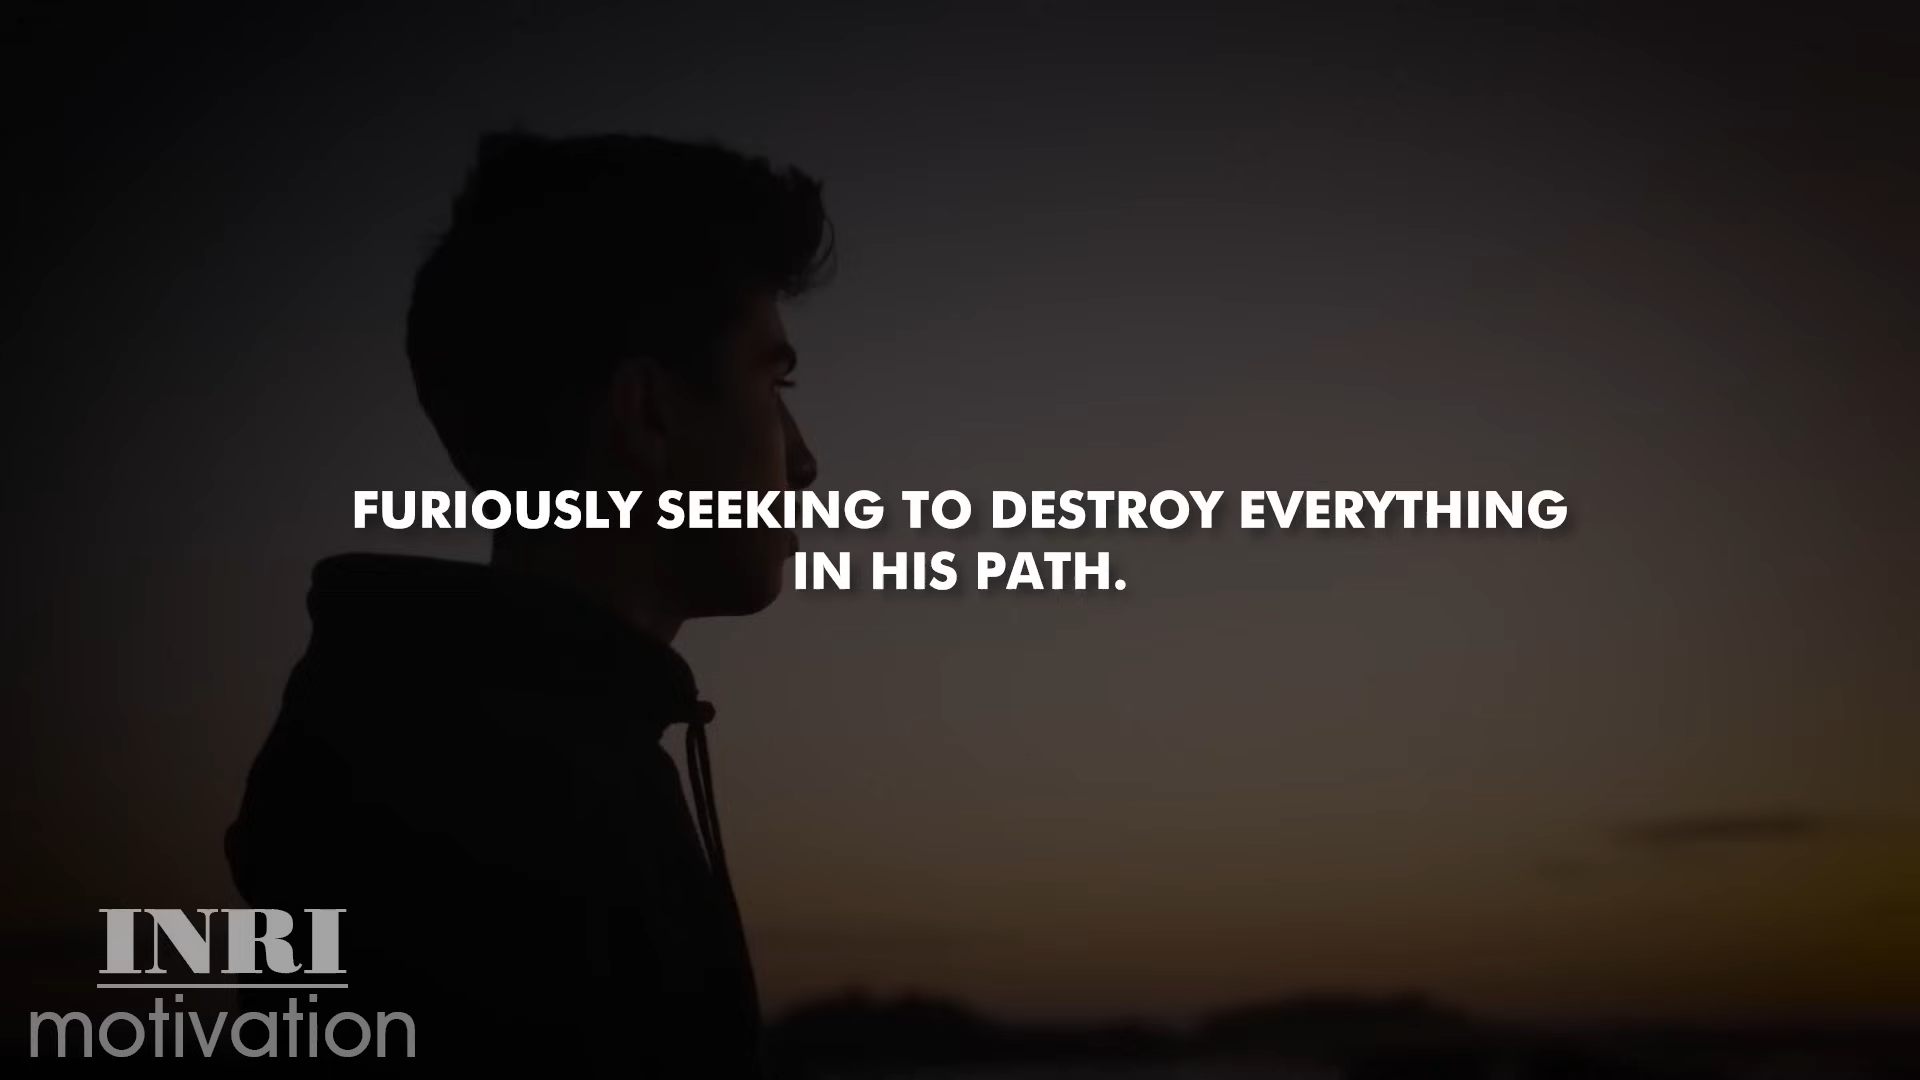 FURIOUSLY SEEKING TO DESTROY EVERYTHING
IN HIS PATH.
INRI
motivation